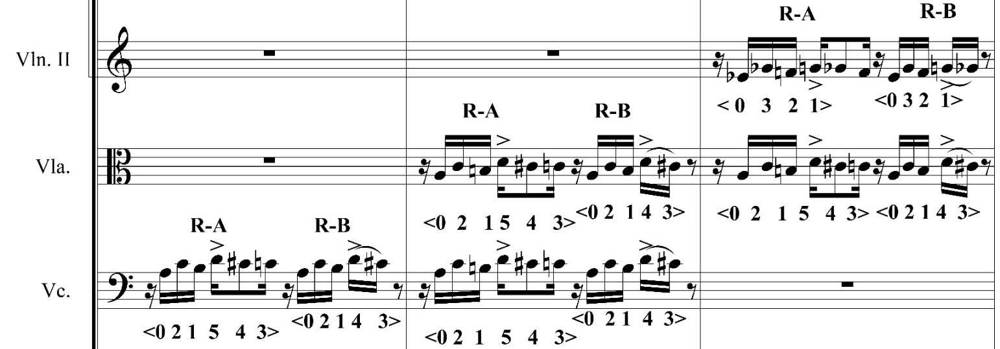 R-A R-B
Vln. II
< 0 3 2 1> <0 3 2 1>
R-A R-B
Vla.
<0 2 1 5 4 3> <0 2 1 4 3> <0 2 1 5 4 3> <0 2 1 4 3>
R-A R-B
Vc.
<0 2 1 5 4 3> <0 2 1 4 3> <0 2 1 5 4 3> <0 2 1 4 3>